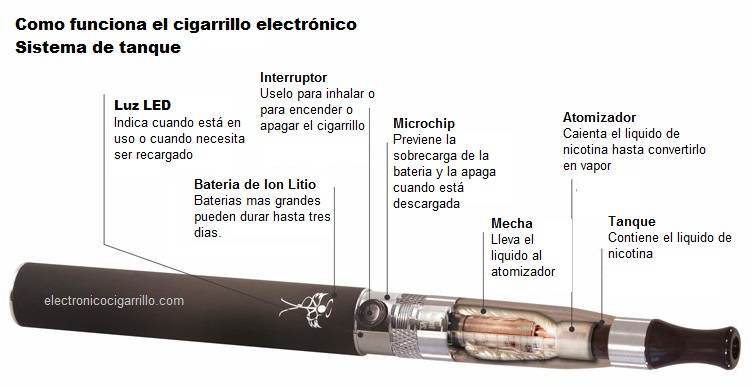 Como funciona el cigarrillo electrónico
Sistema de tanque
Interruptor
Uselo para inhalar o
para encender o
apagar el cigarrillo
Luz LED
Indica cuando está en
uso o cuando necesita
ser recargado
Microchip
Previene la
sobrecarga de la
bateria y la apaga
cuando está
descargada
Atomizador
Caienta el liquido de
nicotina hasta convertirlo
en vapor
Bateria de Ion Litio
Baterias mas grandes
pueden durar hasta tres
dias.
Mecha
Lleva el
liquido al
atomizador
Tanque
Contiene el liquido de
nicotina
electronicocigarrillo.com